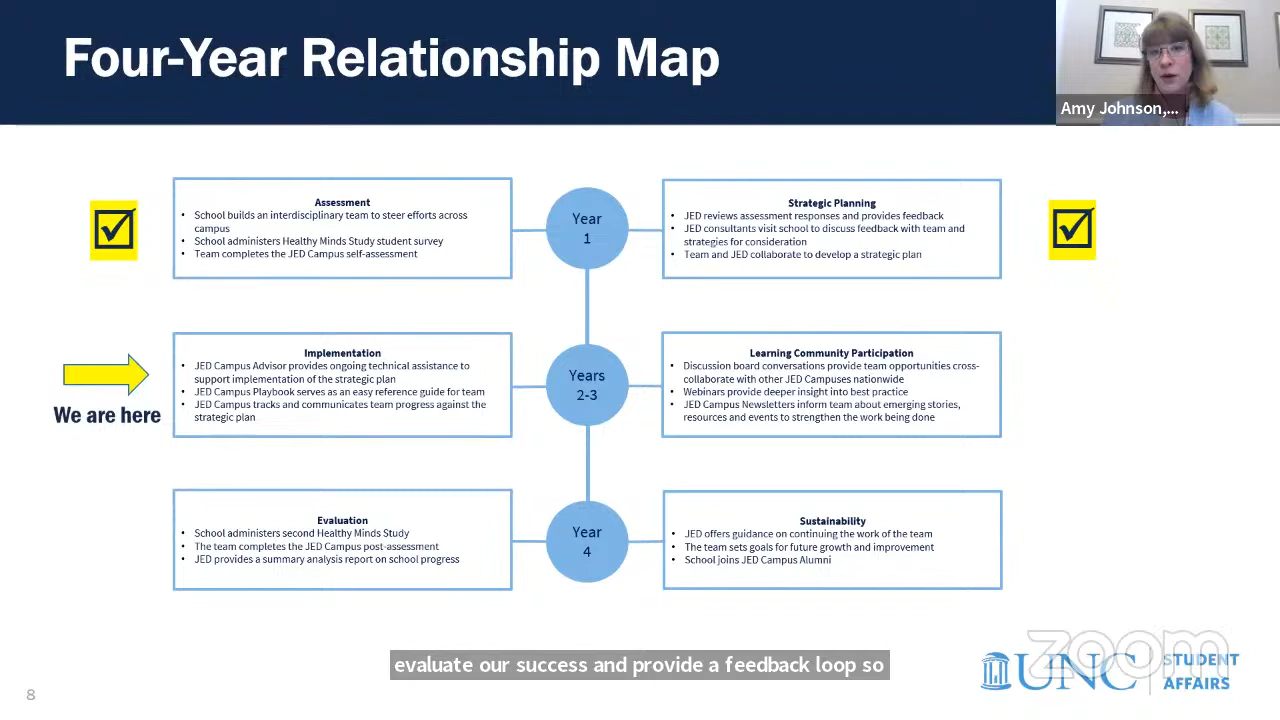 Four-Year Relationship Map
Amy Johnson,...
Assessment
• School builds an interdisciplinary team to steer efforts across
campus
• School administers Healthy Minds Study student survey
• Team completes the JED Campus self-assessment
Year
1
Strategic Planning
• JED reviews assessment responses and provides feedback
• JED consultants visit school to discuss feedback with team and
strategies for consideration
• Team and JED collaborate to develop a strategic plan
We are here
Implementation
• JED Campus Advisor provides ongoing technical assistance to
support implementation of the strategic plan
• JED Campus Playbook serves as an easy reference guide for team
• JED Campus tracks and communicates team progress against the
strategic plan
Years
2-3
Learning Community Participation
• Discussion board conversations provide team opportunities cross-
collaborate with other JED Campuses nationwide
• Webinars provide deeper insight into best practice
• JED Campus Newsletters inform team about emerging stories,
resources and events to strengthen the work being done
Evaluation
• School administers second Healthy Minds Study
• The team completes the JED Campus post-assessment
• JED provides a summary analysis report on school progress
Year
4
Sustainability
• JED offers guidance on continuing the work of the team
• The team sets goals for future growth and improvement
• School joins JED Campus Alumni
evaluate our success and provide a feedback loop so
zoom
UNC
STUDENT
AFFAIRS
8